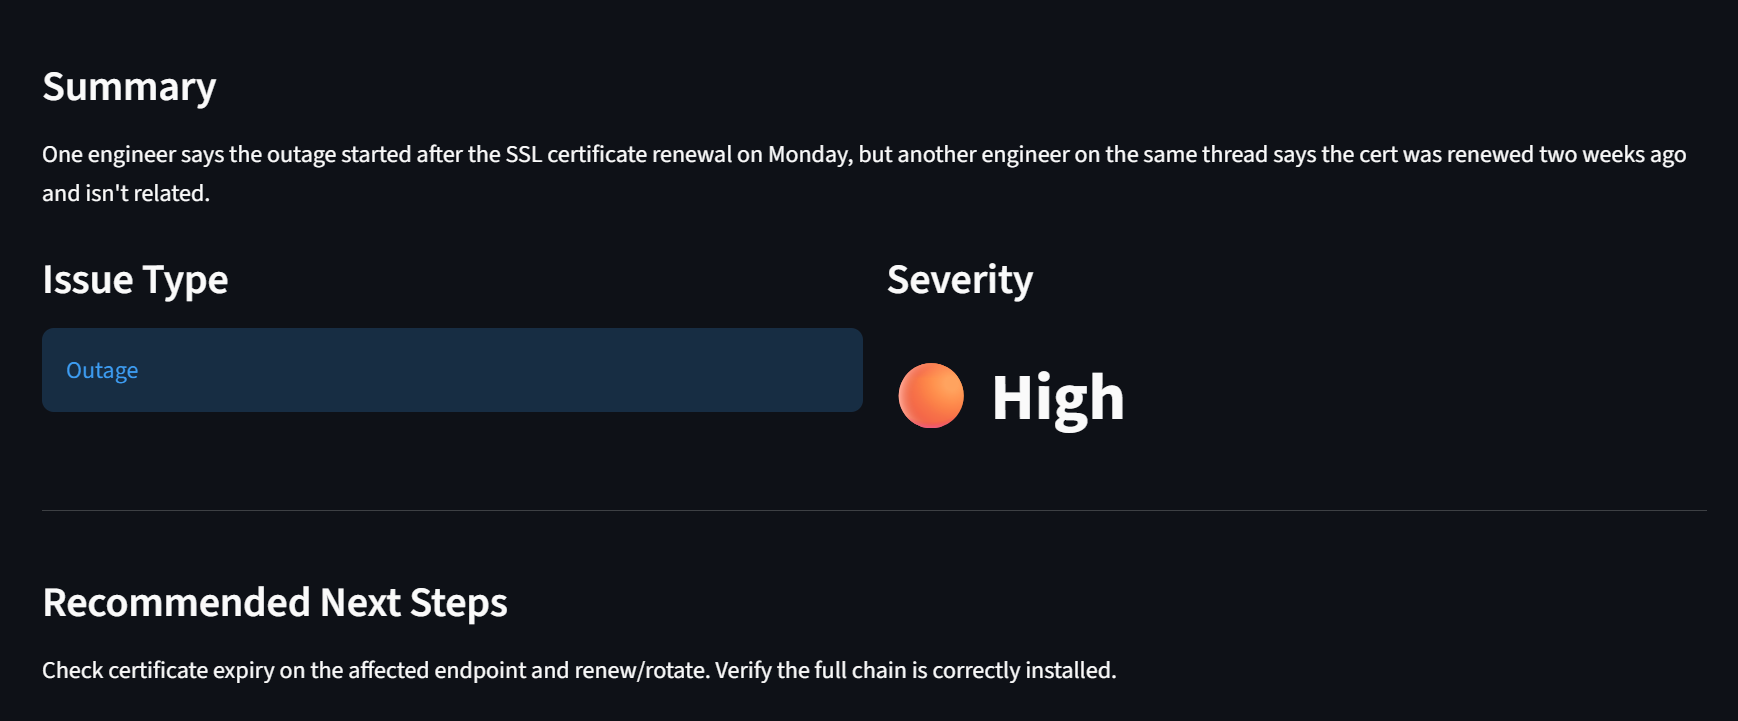 Summary
One engineer says the outage started after the SSL certificate renewal on Monday, but another engineer on the same thread says the cert was renewed two weeks ago
and isn't related.
Issue Type
Severity
Outage
High
Recommended Next Steps
Check certificate expiry on the affected endpoint and renew/rotate. Verify the full chain is correctly installed.